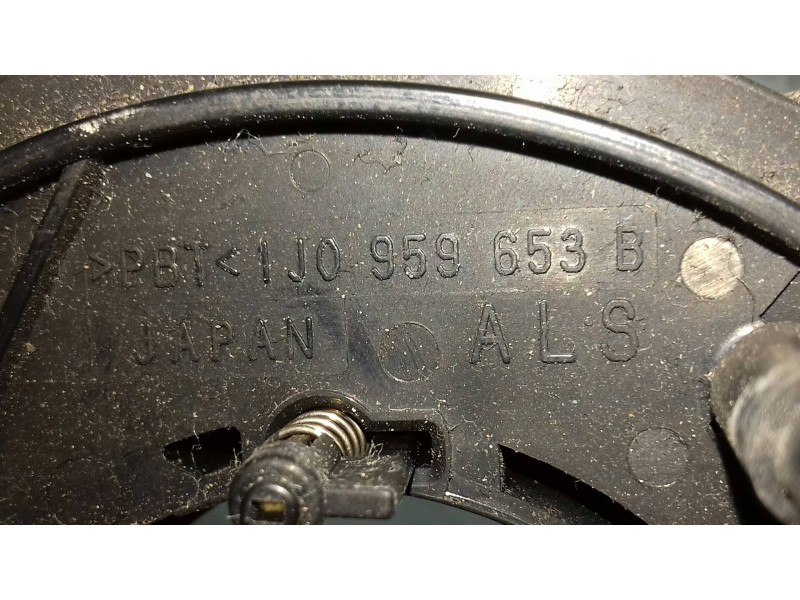 >PBT< 1J0 959 653 B
JAPAN ALS